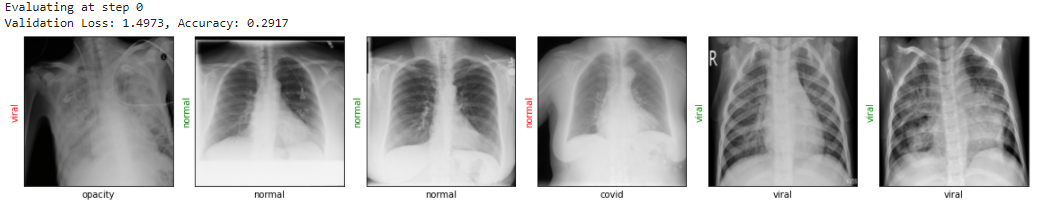 Evaluating at step 0
Validation Loss: 1.4973, Accuracy: 0.2917
viral
opacity
normal
normal
normal
normal
normal
covid
R
viral
viral
viral
viral